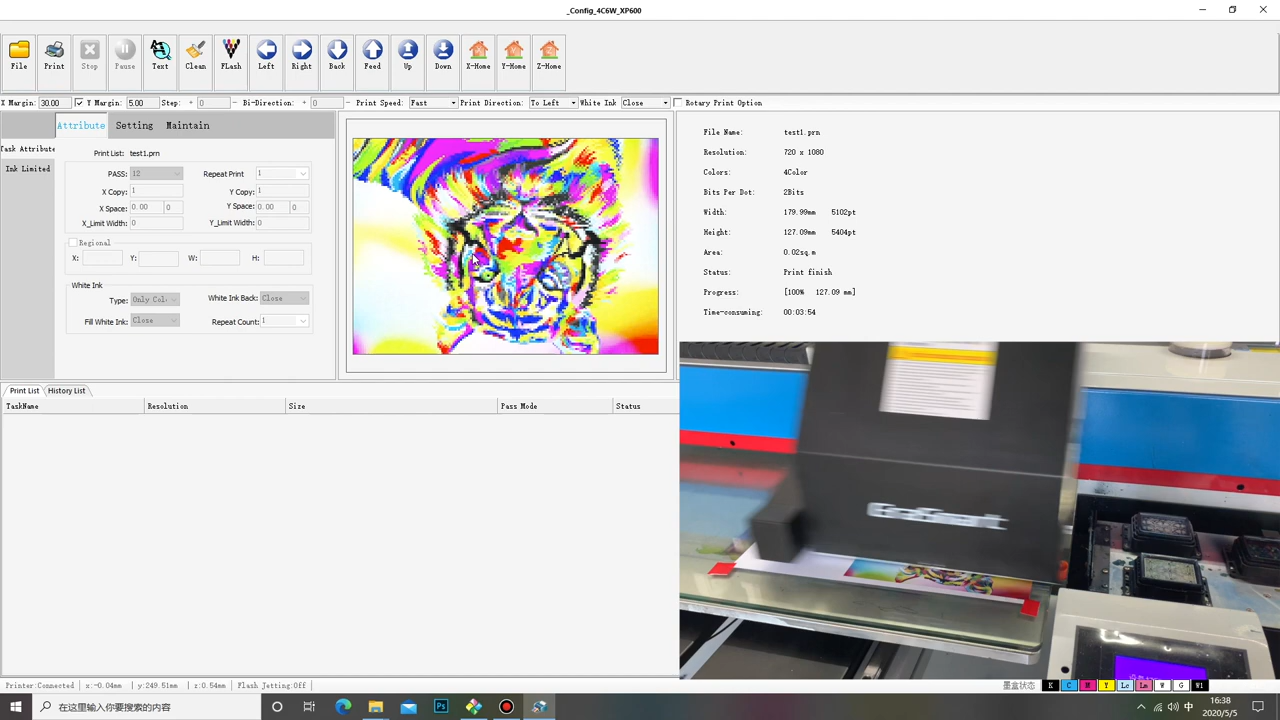 _Config_4C6W_XP600
File Print Stop Pause Text Clean FLash Left Right Back Feed Up Down X-Home Y-Home Z-Home
X Margin: 30.00 Y Margin: 5.00 Step: + 0 - Bi-Direction: + 0 - Print Speed: Fast Print Direction: To Left White Ink Close Rotary Print Option
Attribute Setting Maintain
Task Attribute
Ink Limited
Print List: test1.prn
PASS: 12 Repeat Print 1
X Copy: 1 Y Copy: 1
X Space: 0.00 0 Y Space: 0.00 0
X_Limit Width: 0 Y_Limit Width: 0
Regional
X: Y: W: H:
White Ink
Type: Only Col White Ink Back: Close
Fill White Ink: Close Repeat Count: 1
File Name: test1.prn
Resolution: 720 x 1080
Colors: 4Color
Bits Per Dot: 2Bits
Width: 179.99mm 5102pt
Height: 127.09mm 5404pt
Area: 0.02sq.m
Status: Print finish
Progress: [100% 127.09 mm]
Time-consuming: 00:03:54
Print List History List
TaskName Resolution Size Pass Mode Status
Printer:Connected x:-0.04mm y:249.51mm z:0.54mm Flash Jetting:Off
墨盒状态 K C M Y Lc Lm W G W1
在这里输入你要搜索的内容
Ps
中
16:38
2020/5/5